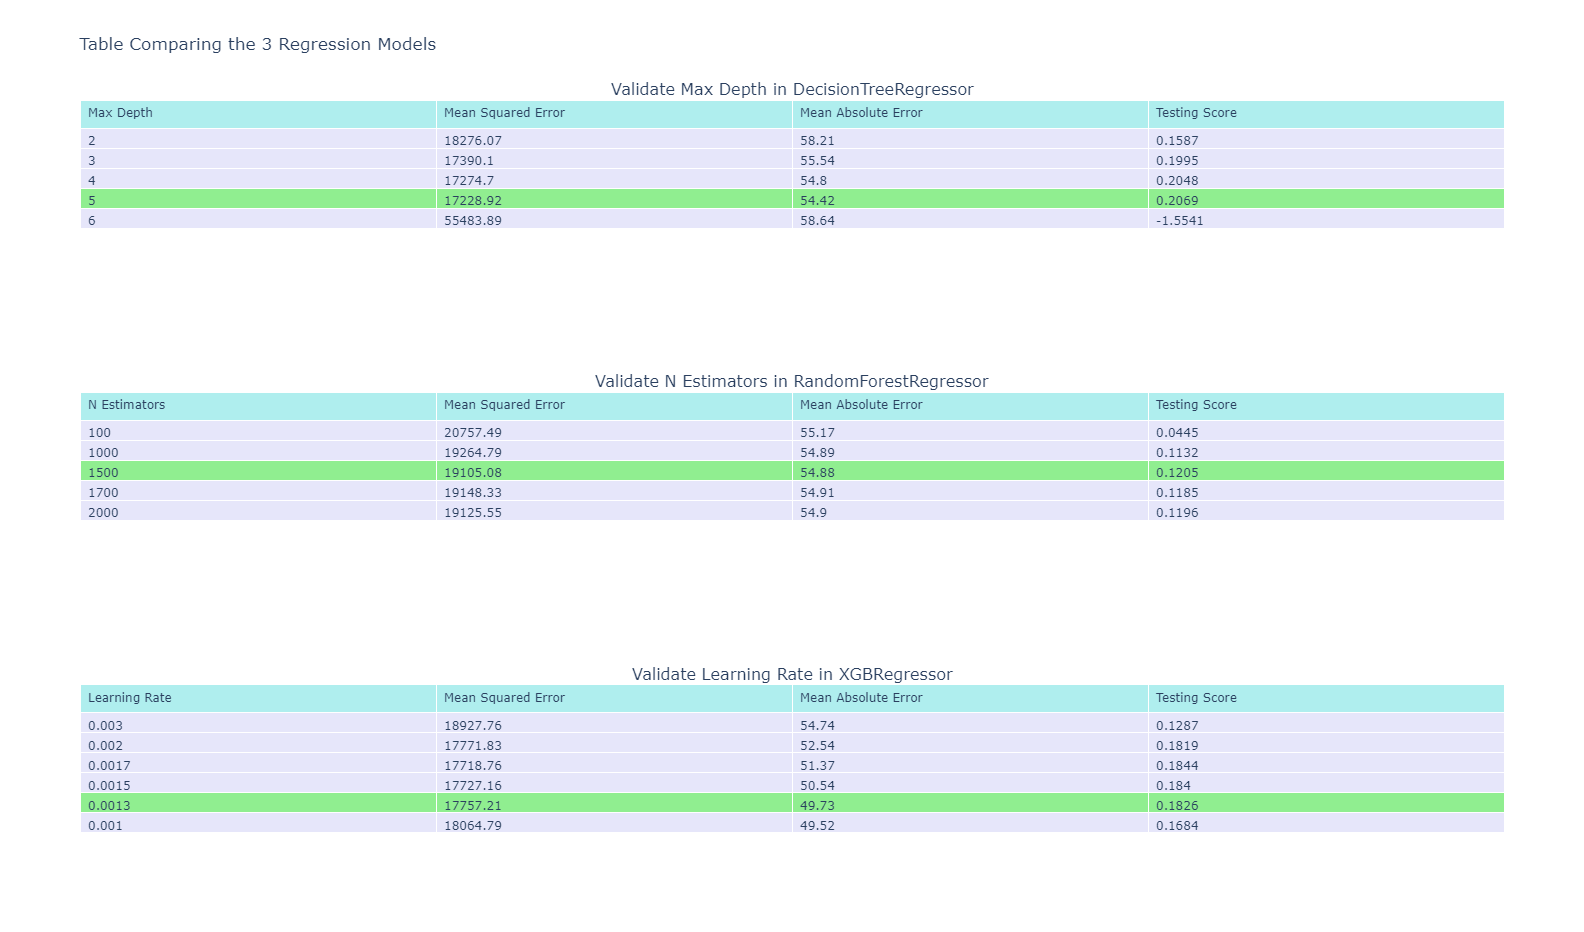 Table Comparing the 3 Regression Models
Validate Max Depth in DecisionTreeRegressor
Max Depth Mean Squared Error Mean Absolute Error Testing Score
2 18276.07 58.21 0.1587
3 17390.1 55.54 0.1995
4 17274.7 54.8 0.2048
5 17228.92 54.42 0.2069
6 55483.89 58.64 -1.5541
Validate N Estimators in RandomForestRegressor
N Estimators Mean Squared Error Mean Absolute Error Testing Score
100 20757.49 55.17 0.0445
1000 19264.79 54.89 0.1132
1500 19105.08 54.88 0.1205
1700 19148.33 54.91 0.1185
2000 19125.55 54.9 0.1196
Validate Learning Rate in XGBRegressor
Learning Rate Mean Squared Error Mean Absolute Error Testing Score
0.003 18927.76 54.74 0.1287
0.002 17771.83 52.54 0.1819
0.0017 17718.76 51.37 0.1844
0.0015 17727.16 50.54 0.184
0.0013 17757.21 49.73 0.1826
0.001 18064.79 49.52 0.1684